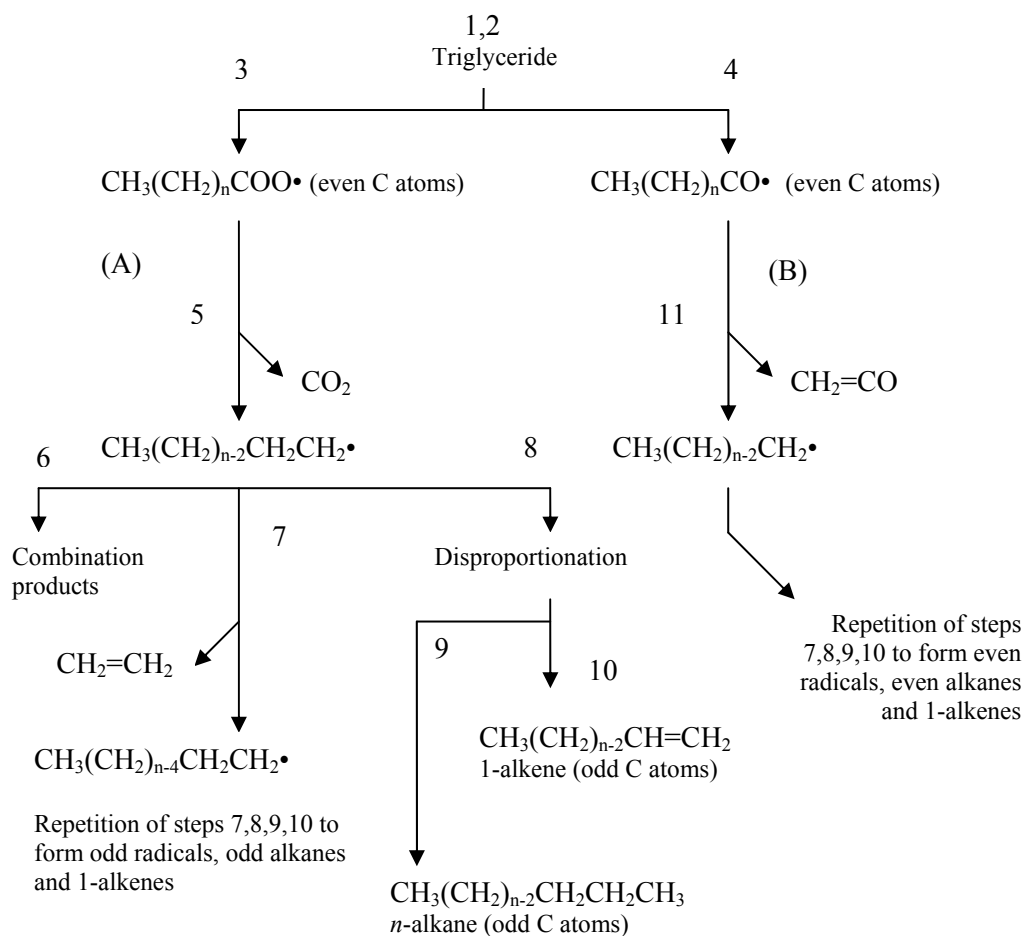 1,2
Triglyceride
3
4
CH₃(CH₂)ₙCOO• (even C atoms)
CH₃(CH₂)ₙCO• (even C atoms)
(A)
(B)
5
11
CO₂
CH₂=CO
CH₃(CH₂)ₙ₋₂CH₂CH₂•
CH₃(CH₂)ₙ₋₂CH₂•
6
8
7
Combination
products
Disproportionation
CH₂=CH₂
9
10
Repetition of steps
7,8,9,10 to form even
radicals, even alkanes
and 1-alkenes
CH₃(CH₂)ₙ₋₂CH=CH₂
1-alkene (odd C atoms)
CH₃(CH₂)ₙ₋₄CH₂CH₂•
Repetition of steps 7,8,9,10 to
form odd radicals, odd alkanes
and 1-alkenes
CH₃(CH₂)ₙ₋₂CH₂CH₂CH₃
n-alkane (odd C atoms)